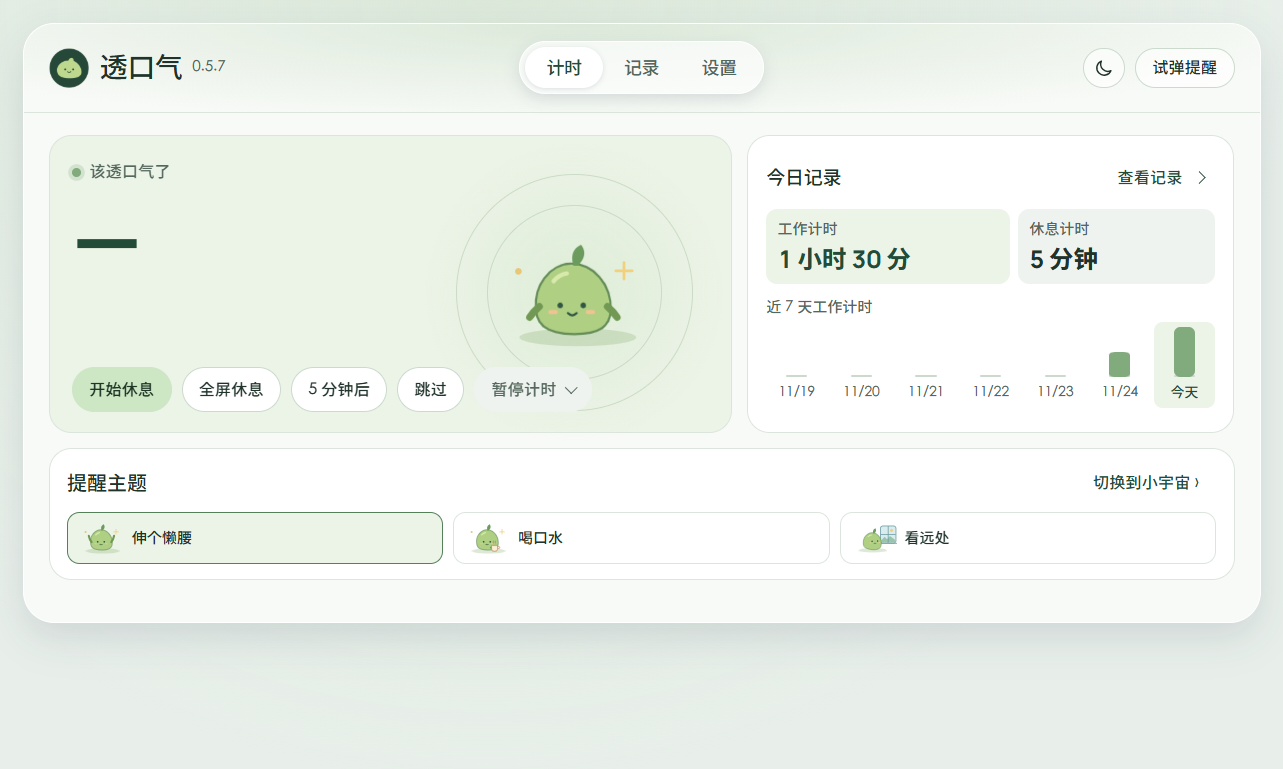 透口气 0.5.7
计时 记录 设置
试弹提醒
该透口气了
—
开始休息 全屏休息 5 分钟后 跳过 暂停计时
今日记录 查看记录
工作计时 休息计时
1 小时 30 分 5 分钟
近 7 天工作计时
11/19 11/20 11/21 11/22 11/23 11/24 今天
提醒主题 切换到小宇宙 ›
伸个懒腰 喝口水 看远处